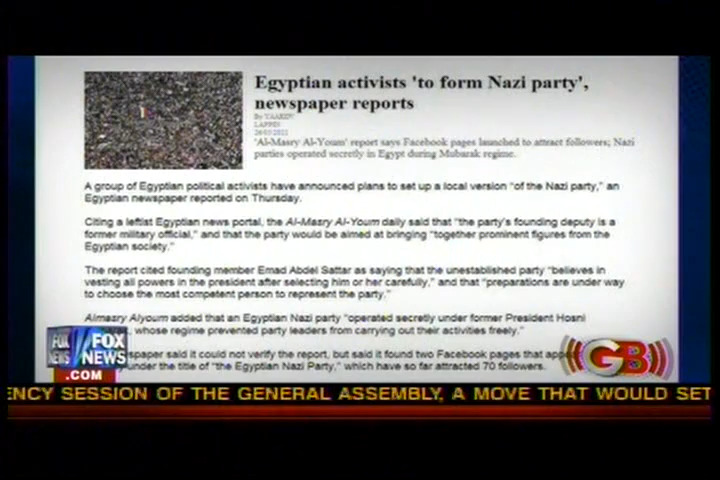 Egyptian activists 'to form Nazi party',
newspaper reports
By YAAKOV
LAPPIN
26/05/2011
'Al-Masry Al-Youm' report says Facebook pages launched to attract followers; Nazi
parties operated secretly in Egypt during Mubarak regime.
A group of Egyptian political activists have announced plans to set up a local version "of the Nazi party," an
Egyptian newspaper reported on Thursday.
Citing a leftist Egyptian news portal, the Al-Masry Al-Youm daily said that "the party's founding deputy is a
former military official," and that the party would be aimed at bringing "together prominent figures from the
Egyptian society."
The report cited founding member Emad Abdel Sattar as saying that the unestablished party "believes in
vesting all powers in the president after selecting him or her carefully," and that "preparations are under way
to choose the most competent person to represent the party."
Almasry Alyoum added that an Egyptian Nazi party "operated secretly under former President Hosni
, whose regime prevented party leaders from carrying out their activities freely."
spaper said it could not verify the report, but said it found two Facebook pages that appe
under the title of "the Egyptian Nazi Party," which have so far attracted 70 followers.
FOX NEWS
FOX NEWS
.COM
GB
ENCY SESSION OF THE GENERAL ASSEMBLY, A MOVE THAT WOULD SET